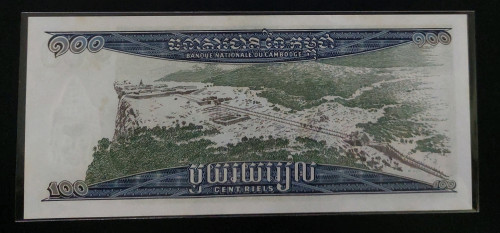 ១០០ ធនាគារជាតិនៃកម្ពុជា ១០០
BANQUE NATIONALE DU CAMBODGE
100 មួយរយរៀល 100
CENT RIELS